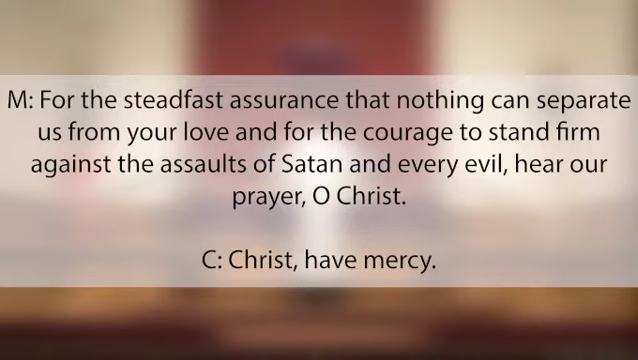 M: For the steadfast assurance that nothing can separate
us from your love and for the courage to stand firm
against the assaults of Satan and every evil, hear our
prayer, O Christ.
C: Christ, have mercy.